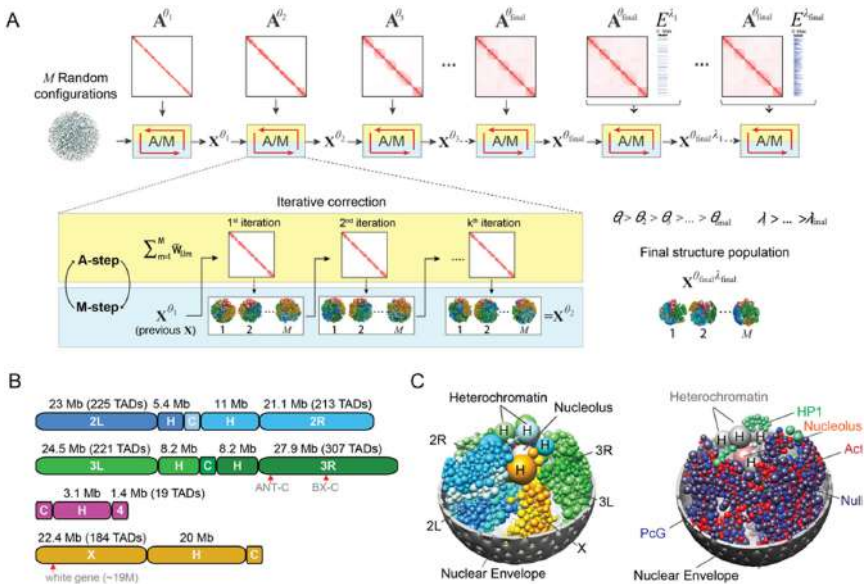 A
A^θ1 A^θ2 A^θ3 A^θfinal A^θfinal E^λ1 A^θfinal E^λfinal
M Random
configurations
... ...
A/M X^θ1 A/M X^θ2 A/M X^θ3 ... A/M X^θfinal A/M X^θfinal λ1 ... A/M
Iterative correction
1st iteration 2nd iteration kth iteration
A-step
M-step
X^θ1
(previous X)
1 2 ... M 1 2 ... M 1 2 ... M
=X^θ2
θ1 > θ2 > θ3 > ... > θfinal λ1 > ... > λfinal
Final structure population
X^θfinal λfinal
1 2 ... M
B
23 Mb (225 TADs) 5.4 Mb 11 Mb 21.1 Mb (213 TADs)
2L H C H 2R
24.5 Mb (221 TADs) 8.2 Mb 8.2 Mb 27.9 Mb (307 TADs)
3L H C H 3R
ANT-C BX-C
3.1 Mb 1.4 Mb (19 TADs)
C H 4
22.4 Mb (184 TADs) 20 Mb
X H C
white gene (~19M)
C
Heterochromatin
Nucleolus
2R
H H H
H
3R
2L
3L
X
Nuclear Envelope
Heterochromatin
HP1
Nucleolus
H H H
H
Act
Null
PcG
Nuclear Envelope